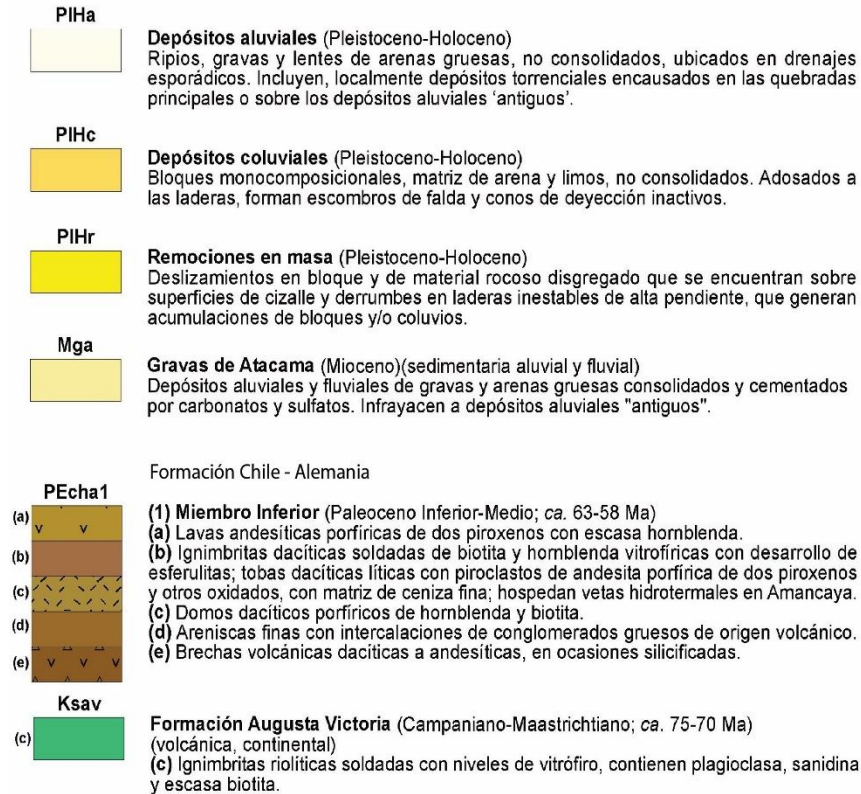 PlHa
Depósitos aluviales (Pleistoceno-Holoceno)
Ripios, gravas y lentes de arenas gruesas, no consolidados, ubicados en drenajes
esporádicos. Incluyen, localmente depósitos torrenciales encausados en las quebradas
principales o sobre los depósitos aluviales 'antiguos'.
PlHc
Depósitos coluviales (Pleistoceno-Holoceno)
Bloques monocomposicionales, matriz de arena y limos, no consolidados. Adosados a
las laderas, forman escombros de falda y conos de deyección inactivos.
PlHr
Remociones en masa (Pleistoceno-Holoceno)
Deslizamientos en bloque y de material rocoso disgregado que se encuentran sobre
superficies de cizalle y derrumbes en laderas inestables de alta pendiente, que generan
acumulaciones de bloques y/o coluvios.
Mga
Gravas de Atacama (Mioceno)(sedimentaria aluvial y fluvial)
Depósitos aluviales y fluviales de gravas y arenas gruesas consolidados y cementados
por carbonatos y sulfatos. Infrayacen a depósitos aluviales "antiguos".
Formación Chile - Alemania
PEcha1
(1) Miembro Inferior (Paleoceno Inferior-Medio; ca. 63-58 Ma)
(a) (a) Lavas andesíticas porfíricas de dos piroxenos con escasa hornblenda.
(b) (b) Ignimbritas dacíticas soldadas de biotita y hornblenda vitrofíricas con desarrollo de
esferulitas; tobas dacíticas líticas con piroclastos de andesita porfírica de dos piroxenos
y otros oxidados, con matriz de ceniza fina; hospedan vetas hidrotermales en Amancaya.
(c) (c) Domos dacíticos porfíricos de hornblenda y biotita.
(d) (d) Areniscas finas con intercalaciones de conglomerados gruesos de origen volcánico.
(e) (e) Brechas volcánicas dacíticas a andesíticas, en ocasiones silicificadas.
Ksav
Formación Augusta Victoria (Campaniano-Maastrichtiano; ca. 75-70 Ma)
(volcánica, continental)
(c) (c) Ignimbritas riolíticas soldadas con niveles de vitrófiro, contienen plagioclasa, sanidina
y escasa biotita.